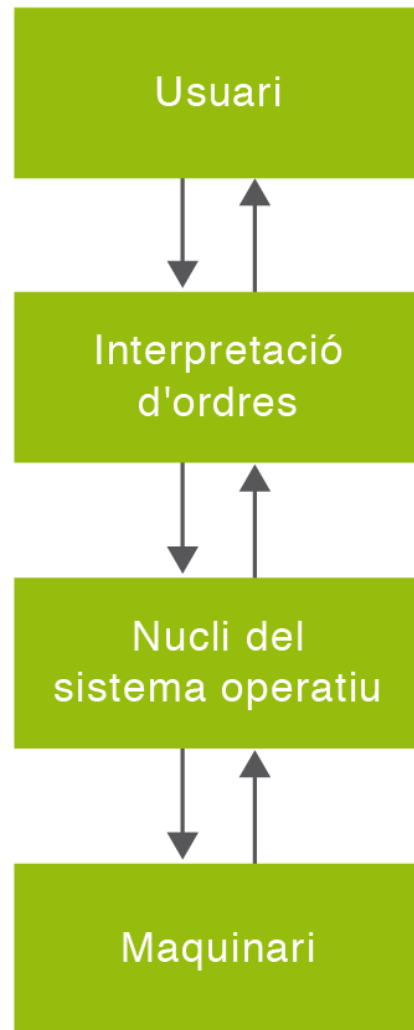 Usuari
Interpretació
d'ordres
Nucli del
sistema operatiu
Maquinari